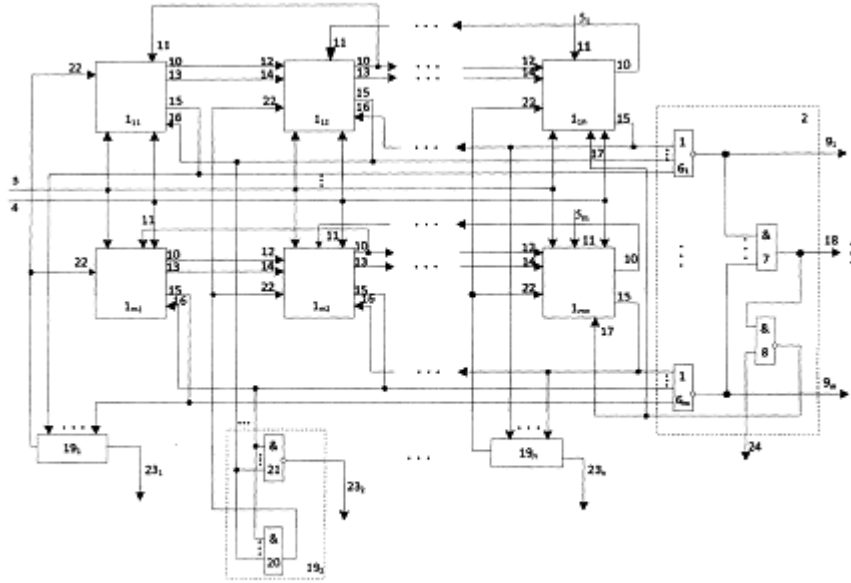 11 11 5₁ 11
22 10 13 12 14 10 13 12 14 10
15 16 22 15 16 22 15
1₁₁ 1₁₂ 1₁ₙ 2
17 1 6₁ 9₁
3
4
11 11 5ₘ 11
10 13 12 14 10 13 12 14 10
22 15 16 22 15 16 22 15
1ₘ₁ 1ₘ₂ 1ₘₙ
17
& 7 18
& 8
1 6ₘ 9ₘ
24
19₁ 23₁
& 21 23₂
& 20 19₂
19ₙ 23ₙ